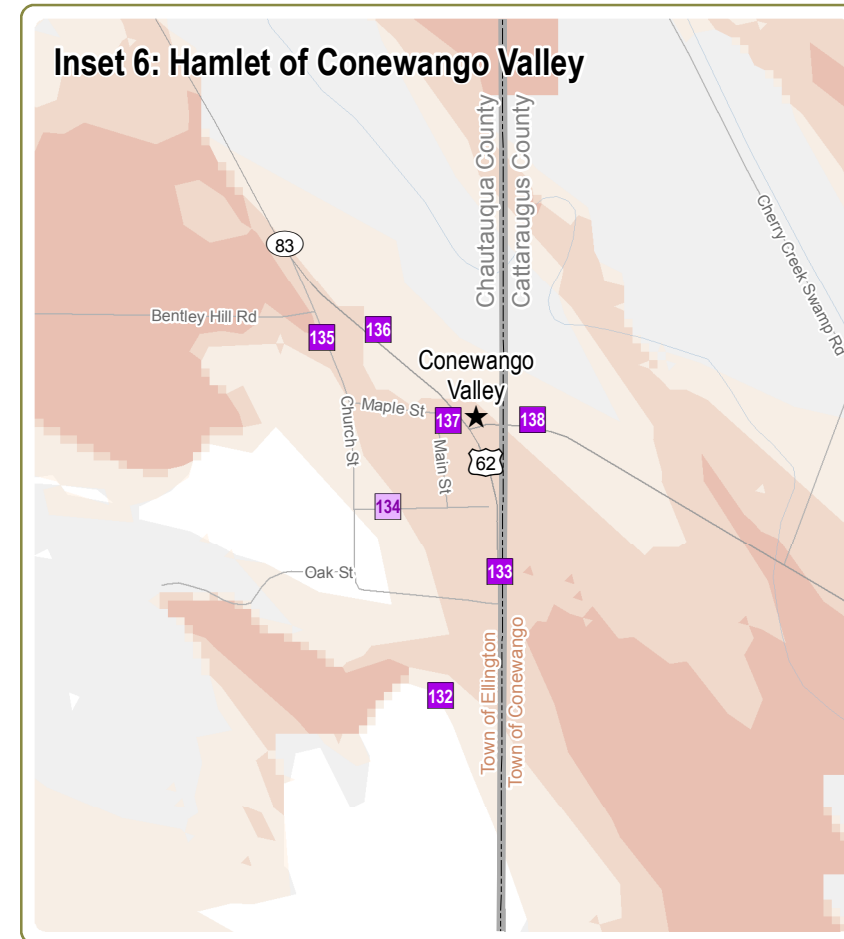 Inset 6: Hamlet of Conewango Valley
Chautauqua County
Cattaraugus County
Cherry Creek Swamp Rd
83
Bentley Hill Rd
135
136
Conewango
Valley
Maple St
137
138
Church St
Main St
62
134
133
Oak St
Town of Ellington
Town of Conewango
132